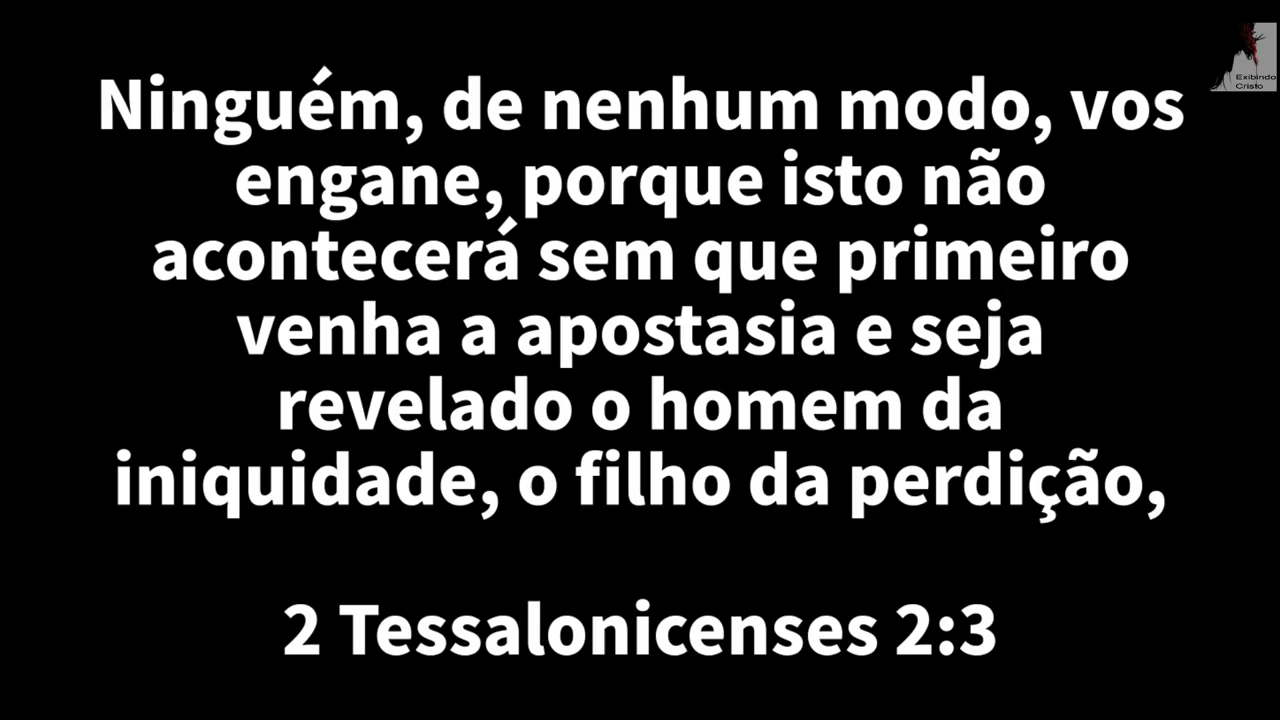 Exibindo
Cristo
Ninguém, de nenhum modo, vos
engane, porque isto não
acontecerá sem que primeiro
venha a apostasia e seja
revelado o homem da
iniquidade, o filho da perdição,
2 Tessalonicenses 2:3